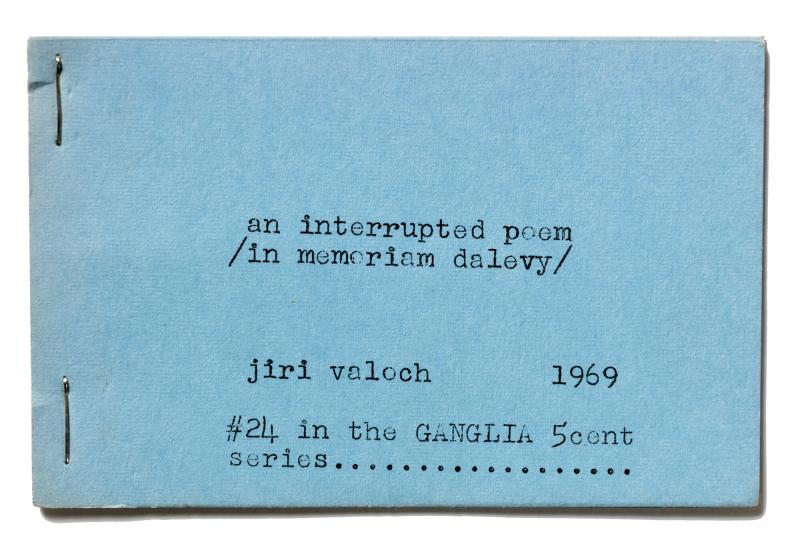 an interrupted poem
/in memoriam dalevy/
jiri valoch 1969
#24 in the GANGLIA 5cent
series...................